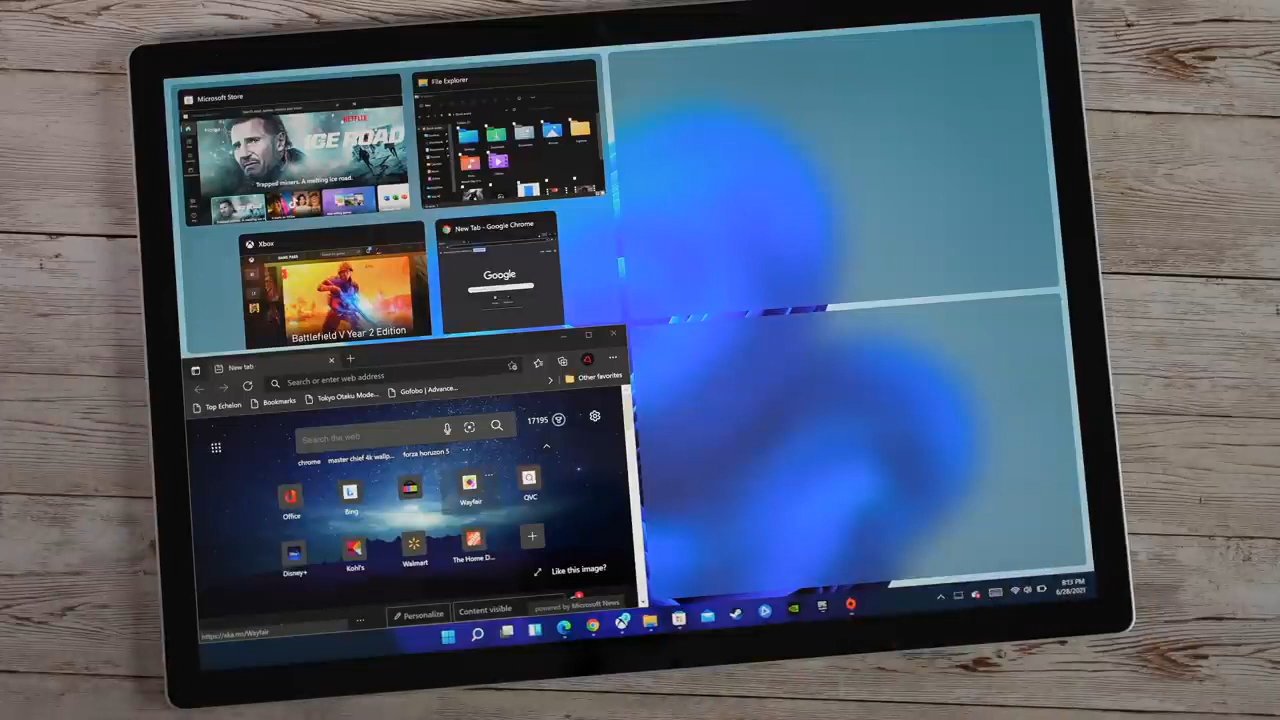 Microsoft Store
NETFLIX
ICE ROAD
Trapped miners. A melting ice road.
File Explorer
Xbox
GAME PASS
Battlefield V Year 2 Edition
New Tab - Google Chrome
Google
New tab
Search or enter web address
Top Echelon
Bookmarks
Tokyo Otaku Mode...
Gofobo | Advance...
Other favorites
Search the web
17195
chrome
master chief 4k wallp...
forza horuzon 5
Office
Bing
Wayfair
QVC
Disney+
Kohl's
Walmart
The Home D...
Like this image?
Personalize
Content visible
powered by Microsoft News
https://aka.ms/Wayfair
8:13 PM
6/28/2021